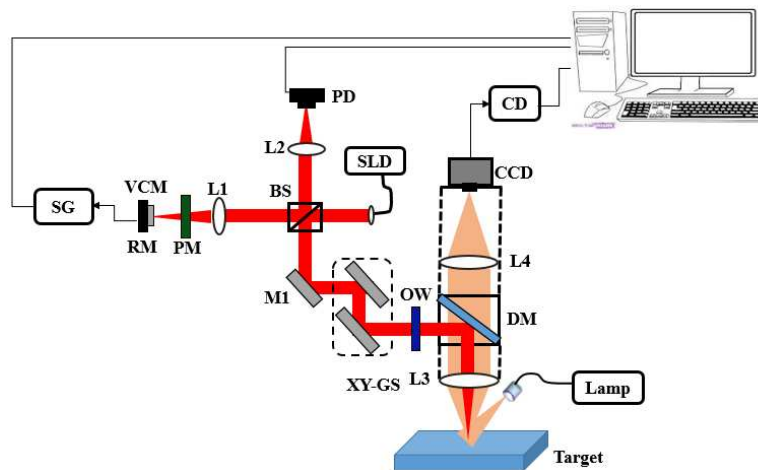 PD
CD
L2
SLD
CCD
VCM
L1
BS
SG
RM
PM
L4
M1
OW
DM
XY-GS
L3
Lamp
Target